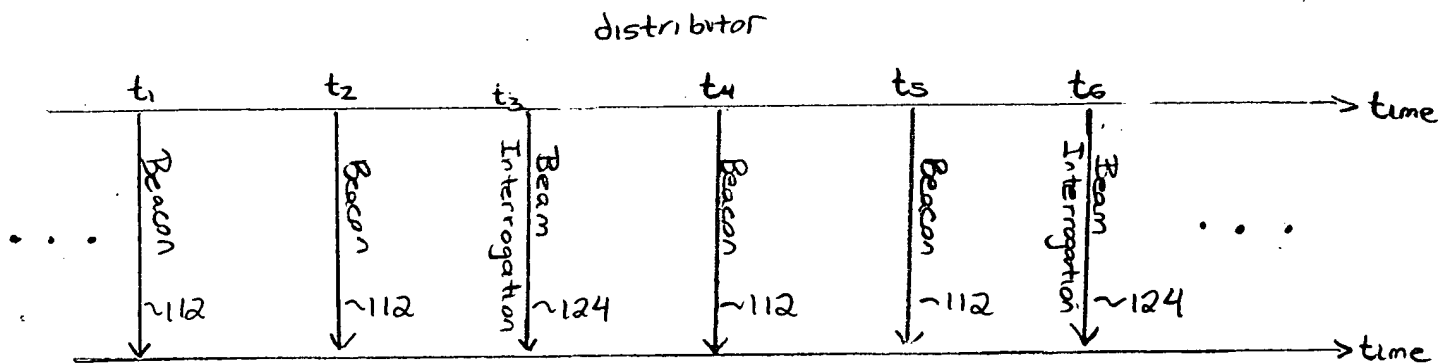 distributor
t1 t2 t3 t4 t5 t6 time
Beacon Beacon Beam Interrogation Beacon Beacon Beam Interrogation
... ...
~112 ~112 ~124 ~112 ~112 ~124
time